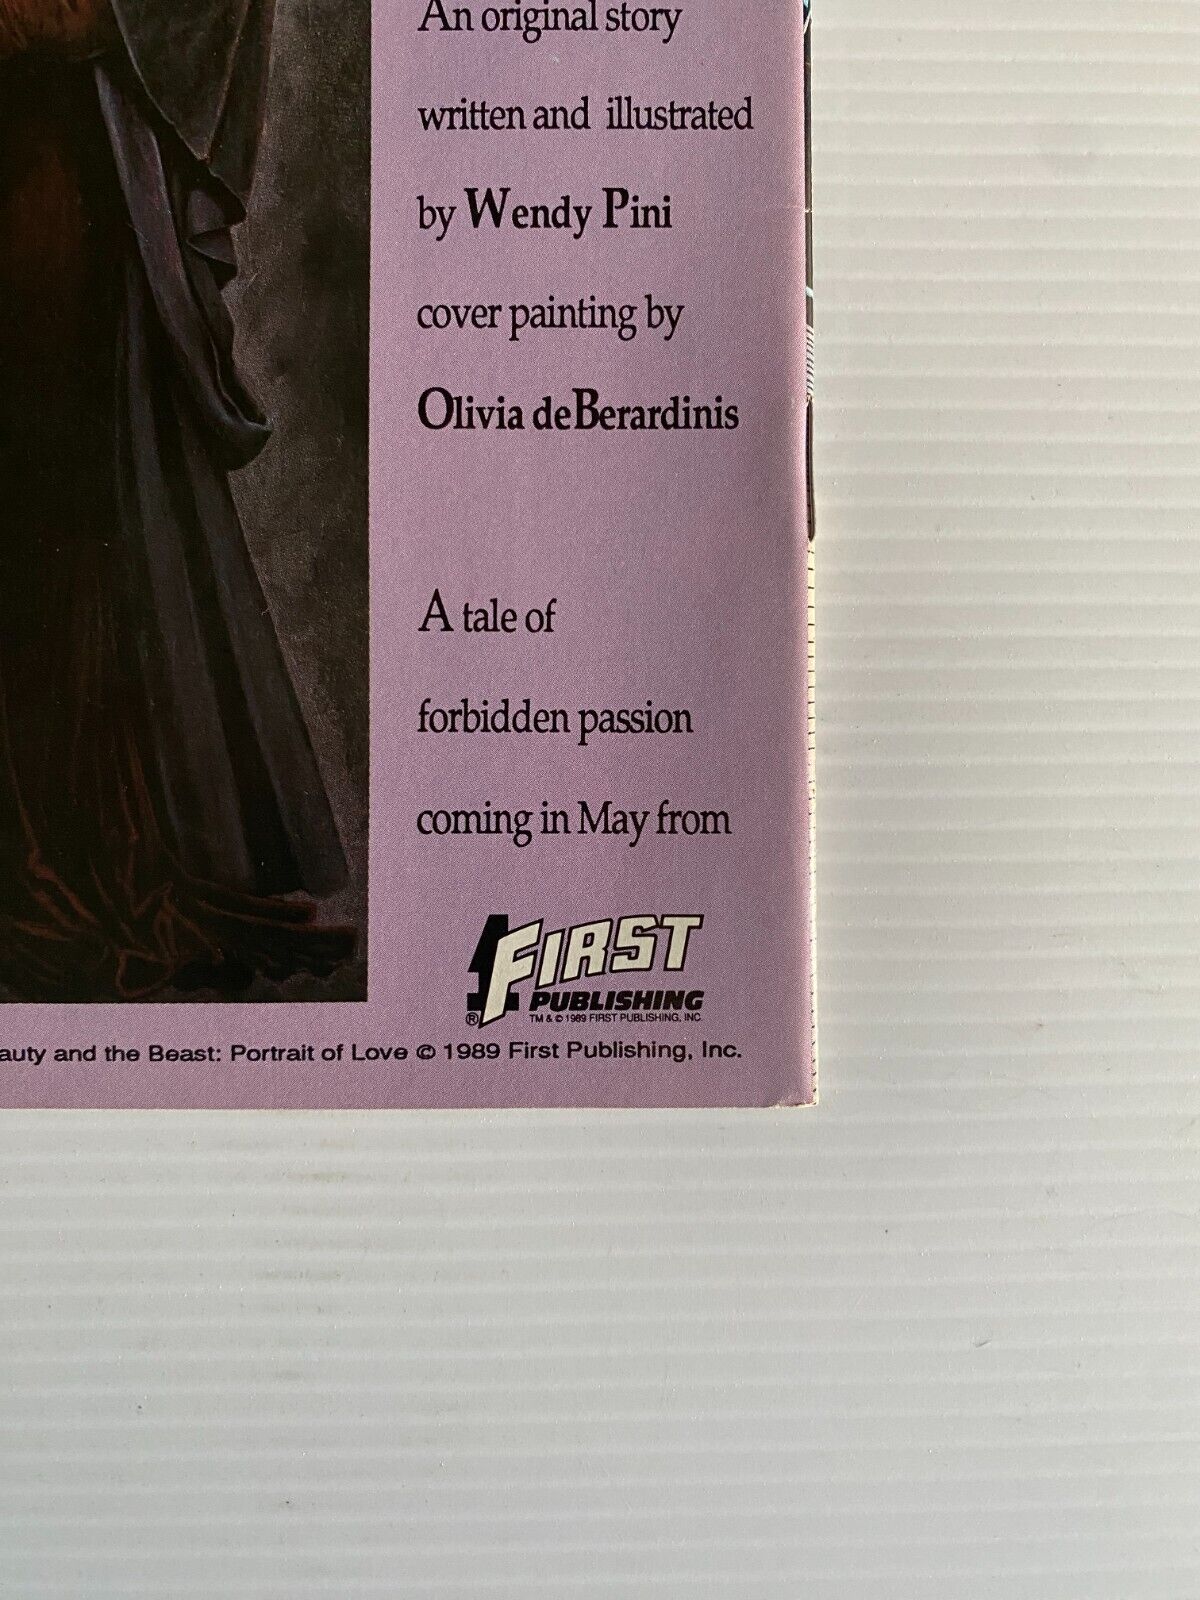 An original story
written and illustrated
by Wendy Pini
cover painting by
Olivia deBerardinis
A tale of
forbidden passion
coming in May from
1 FIRST
PUBLISHING
® TM & © 1989 FIRST PUBLISHING, INC.
auty and the Beast: Portrait of Love © 1989 First Publishing, Inc.